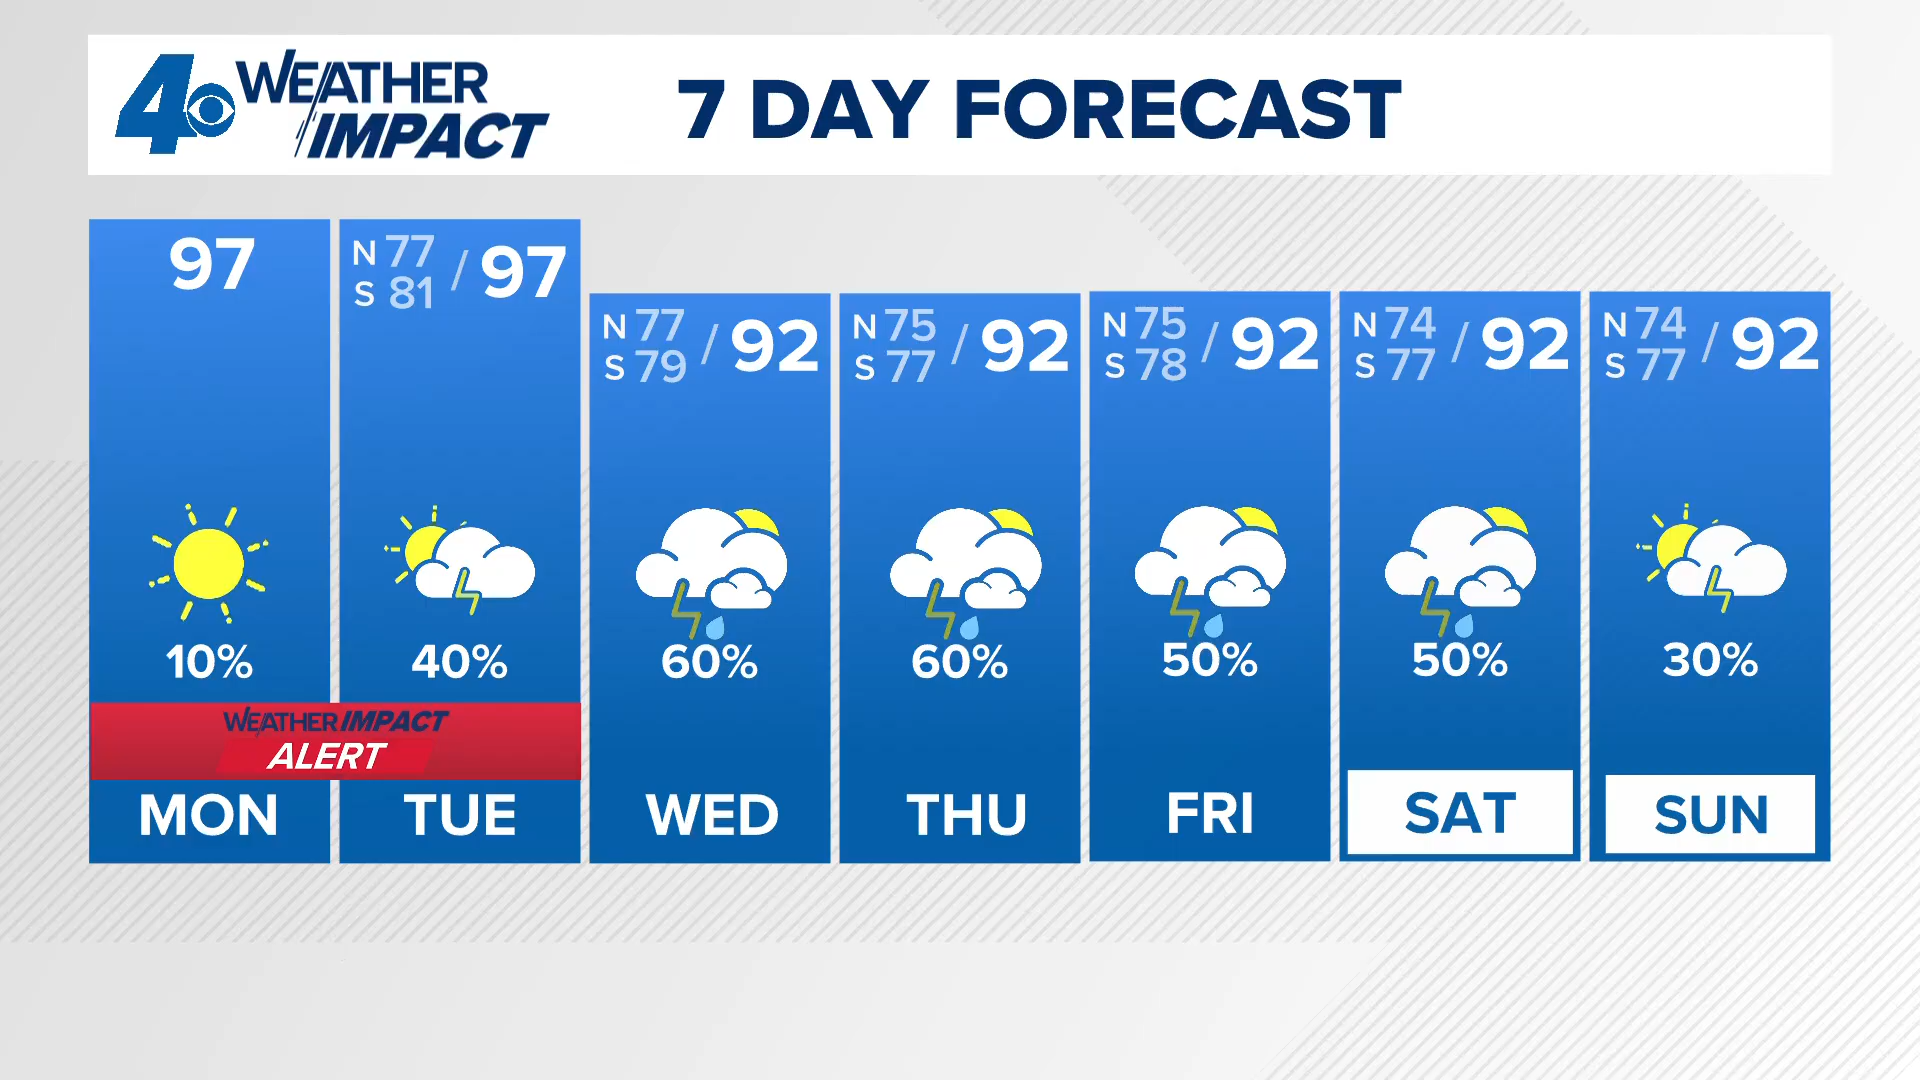 4 WEATHER IMPACT
7 DAY FORECAST
97
N 77
S 81
/ 97
N 77
S 79
/ 92
N 75
S 77
/ 92
N 75
S 78
/ 92
N 74
S 77
/ 92
N 74
S 77
/ 92
10%
40%
60%
60%
50%
50%
30%
WEATHER IMPACT
ALERT
MON
TUE
WED
THU
FRI
SAT
SUN